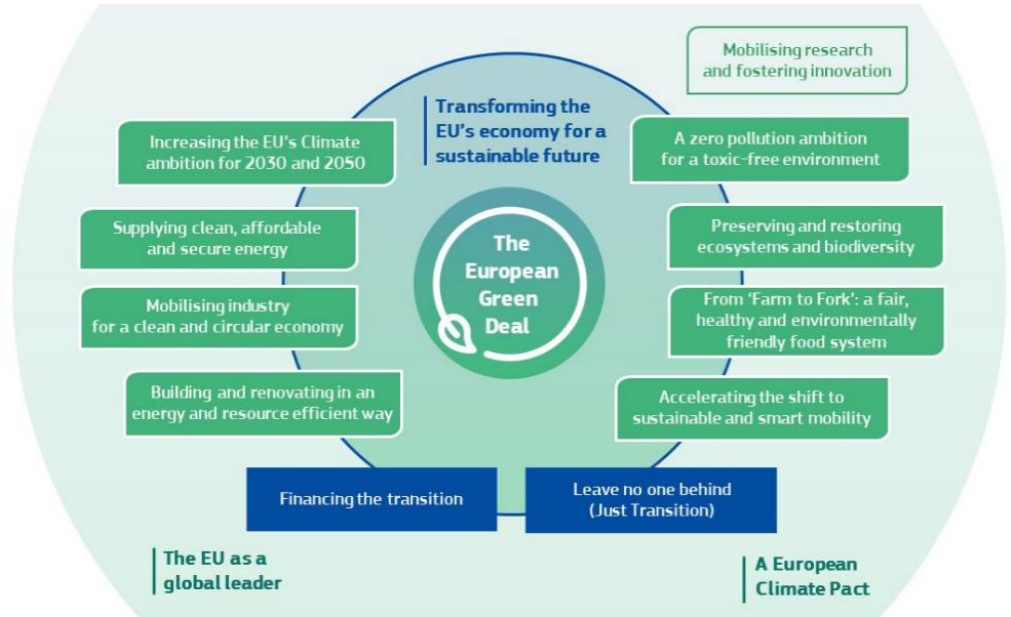 Mobilising research
and fostering innovation
Transforming the
EU's economy for a
sustainable future
Increasing the EU's Climate
ambition for 2030 and 2050
A zero pollution ambition
for a toxic-free environment
Supplying clean, affordable
and secure energy
Preserving and restoring
ecosystems and biodiversity
The
European
Green
Deal
Mobilising industry
for a clean and circular economy
From ‘Farm to Fork’: a fair,
healthy and environmentally
friendly food system
Building and renovating in an
energy and resource efficient way
Accelerating the shift to
sustainable and smart mobility
Financing the transition
Leave no one behind
(Just Transition)
The EU as a
global leader
A European
Climate Pact